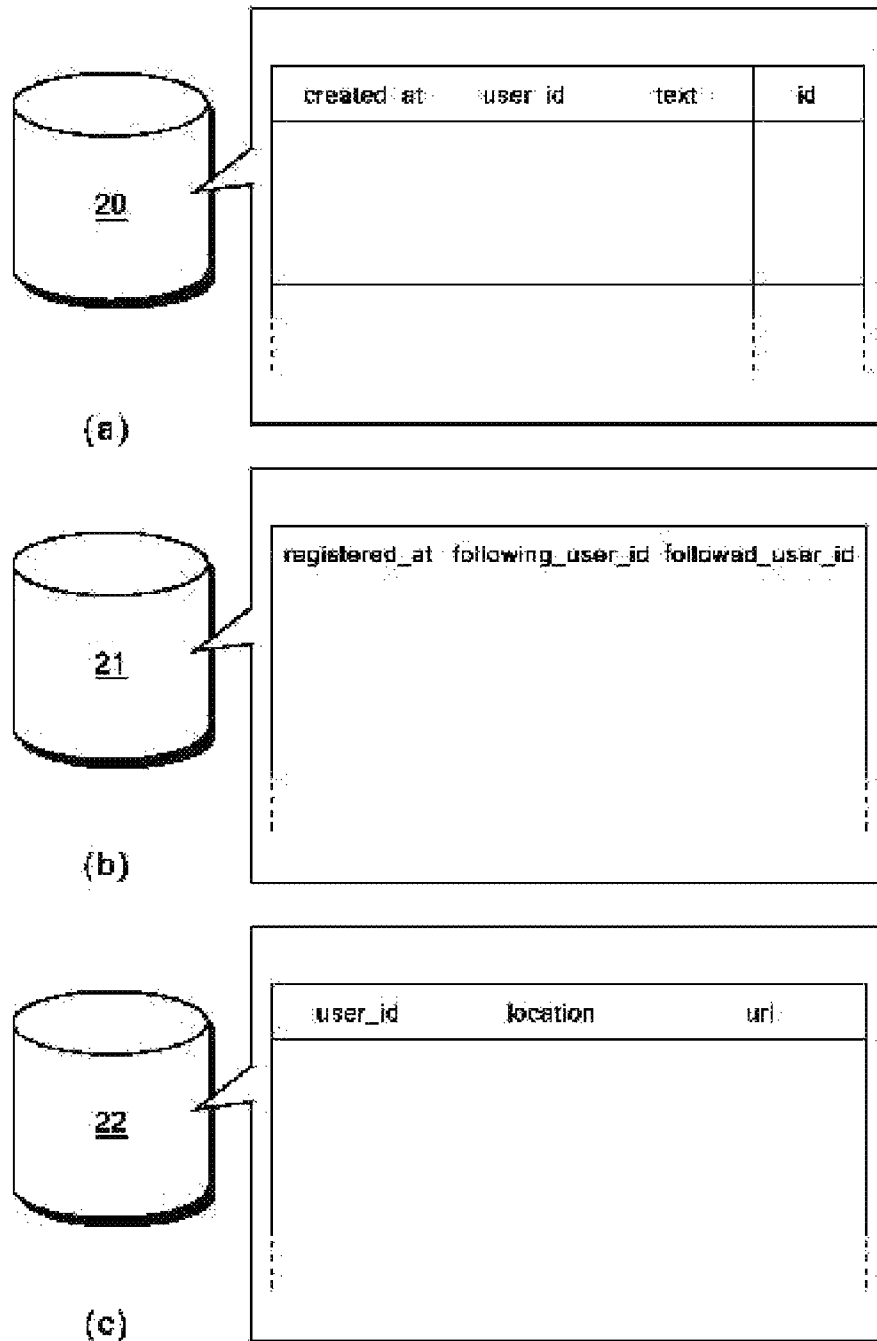 created_at user_id text id
20
(a)
registered_at following_user_id followed_user_id
21
(b)
user_id location url
22
(c)